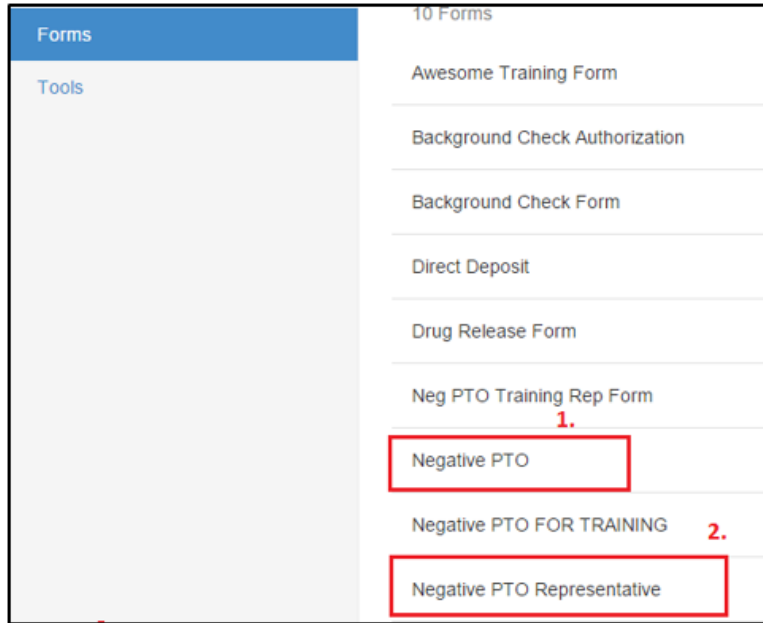 Forms
Tools
10 Forms
Awesome Training Form
Background Check Authorization
Background Check Form
Direct Deposit
Drug Release Form
Neg PTO Training Rep Form
1.
Negative PTO
Negative PTO FOR TRAINING
2.
Negative PTO Representative